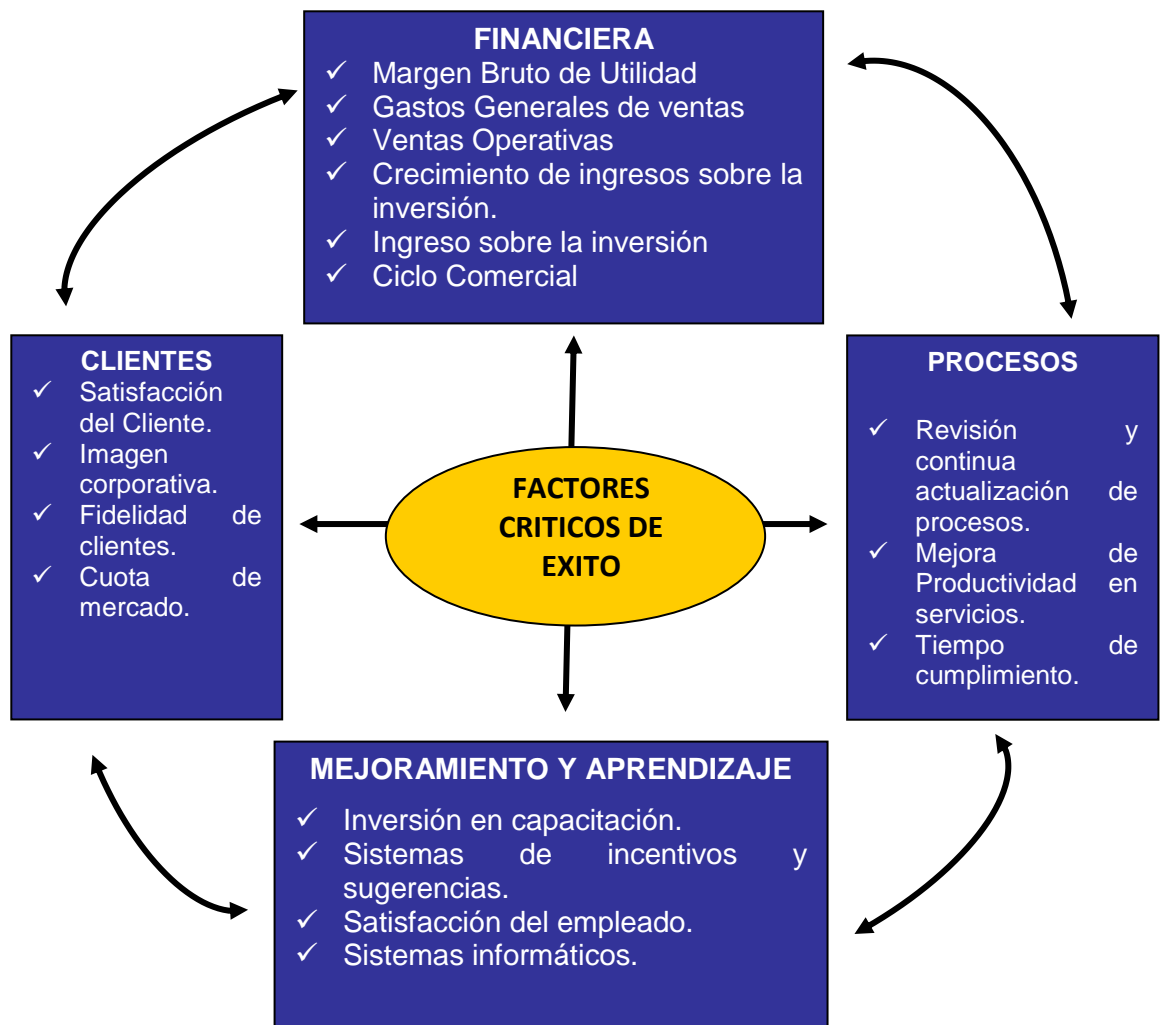 FINANCIERA
✓ Margen Bruto de Utilidad
✓ Gastos Generales de ventas
✓ Ventas Operativas
✓ Crecimiento de ingresos sobre la
inversión.
✓ Ingreso sobre la inversión
✓ Ciclo Comercial
CLIENTES
✓ Satisfacción
del Cliente.
✓ Imagen
corporativa.
✓ Fidelidad de
clientes.
✓ Cuota de
mercado.
FACTORES
CRITICOS DE
EXITO
PROCESOS
✓ Revisión y
continua
actualización de
procesos.
✓ Mejora de
Productividad en
servicios.
✓ Tiempo de
cumplimiento.
MEJORAMIENTO Y APRENDIZAJE
✓ Inversión en capacitación.
✓ Sistemas de incentivos y
sugerencias.
✓ Satisfacción del empleado.
✓ Sistemas informáticos.